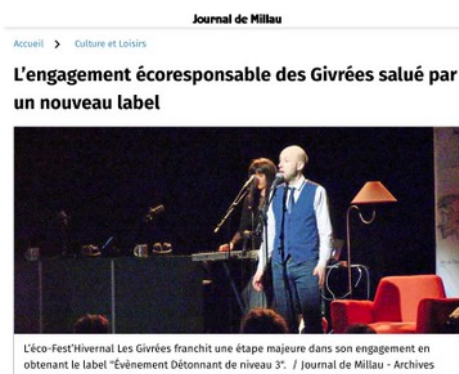 Journal de Millau
Accueil > Culture et Loisirs
L'engagement écoresponsable des Givrées salué par
un nouveau label
L'éco-Fest'Hivernal Les Givrées franchit une étape majeure dans son engagement en
obtenant le label "Évènement Détonnant de niveau 3". / Journal de Millau - Archives